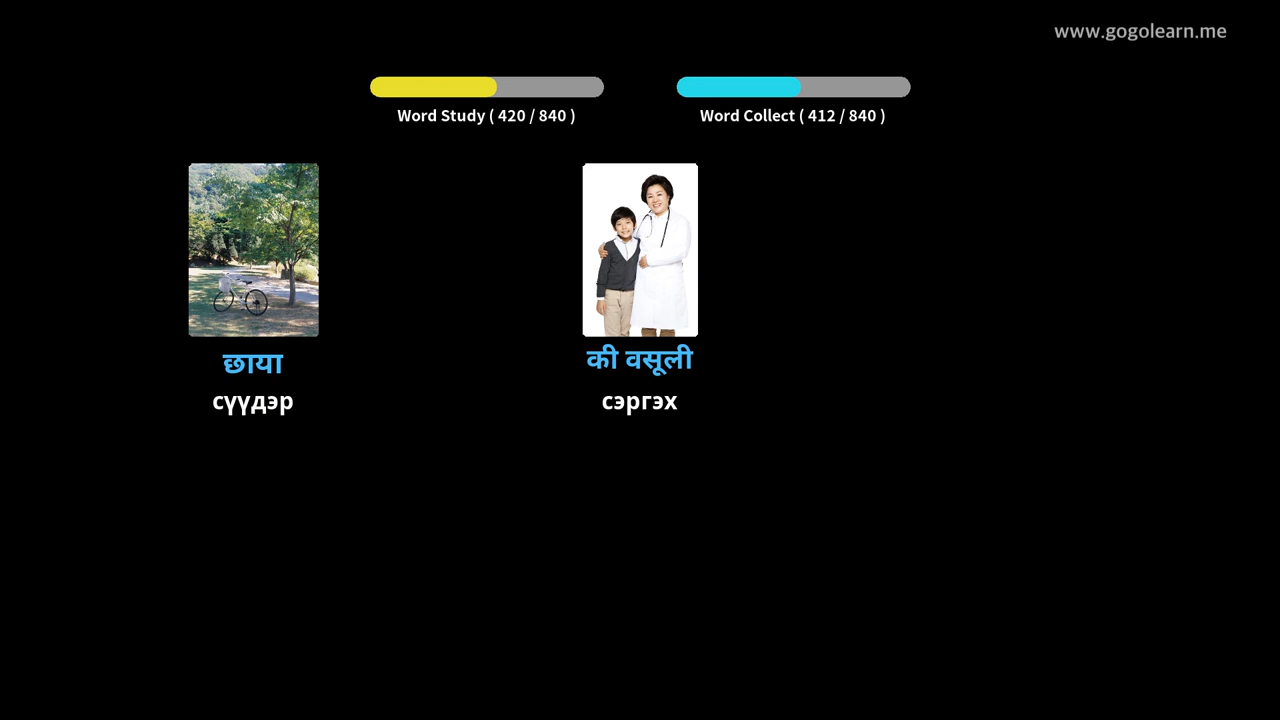 www.gogolearn.me
Word Study ( 420 / 840 )
Word Collect ( 412 / 840 )
छाया
сүүдэр
की वसूली
сэргэх